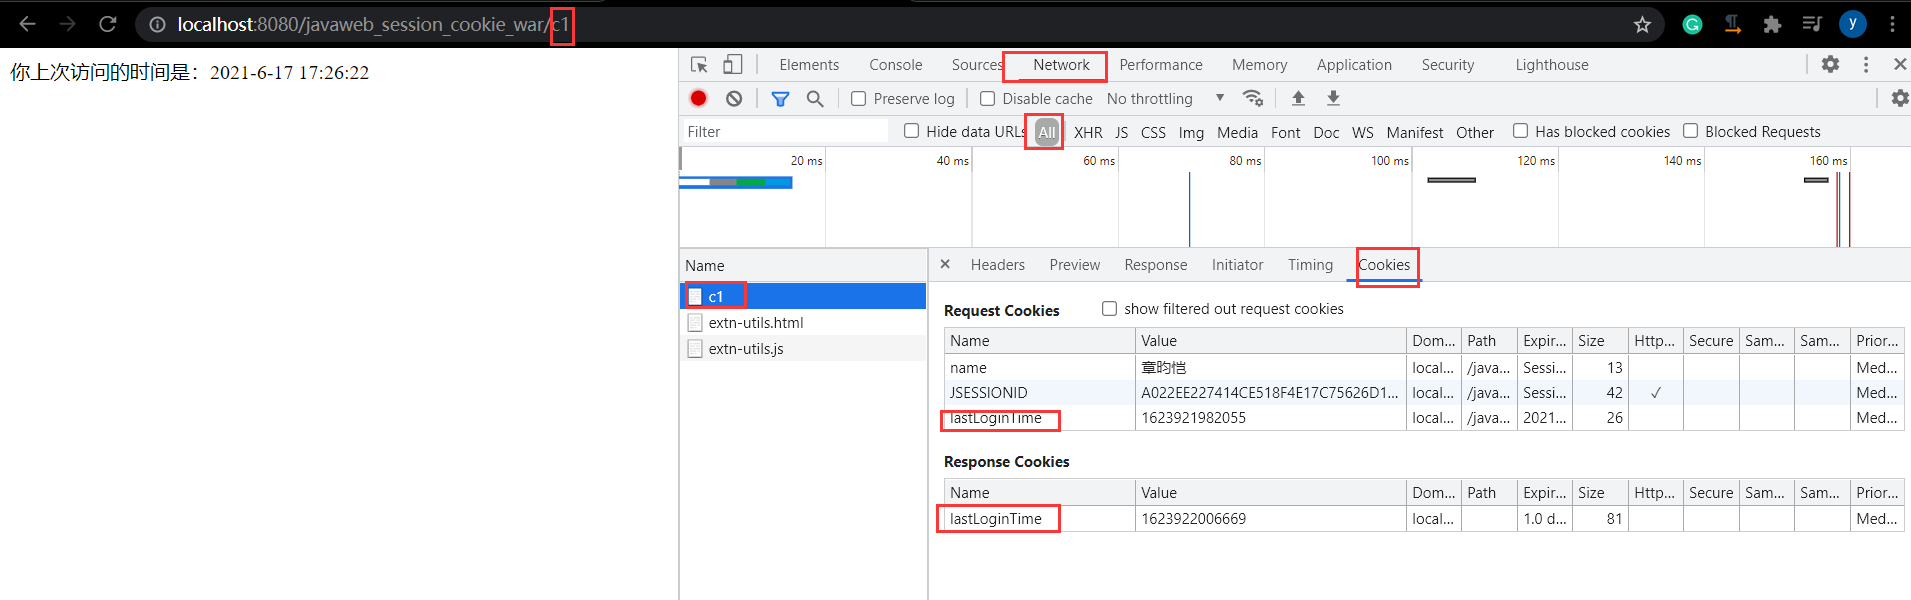 localhost:8080/javaweb_session_cookie_war/c1
y
你上次访问的时间是：2021-6-17 17:26:22
Elements Console Sources Network Performance Memory Application Security Lighthouse
Preserve log Disable cache No throttling
Filter Hide data URLs All XHR JS CSS Img Media Font Doc WS Manifest Other Has blocked cookies Blocked Requests
20 ms 40 ms 60 ms 80 ms 100 ms 120 ms 140 ms 160 ms
Name
c1
extn-utils.html
extn-utils.js
Headers Preview Response Initiator Timing Cookies
Request Cookies show filtered out request cookies
Name Value Dom... Path Expir... Size Http... Secure Sam... Sam... Prior...
name 章昀恺 local... /java... Sessi... 13 Med...
JSESSIONID A022EE227414CE518F4E17C75626D1... local... /java... Sessi... 42 ✓ Med...
lastLoginTime 1623921982055 local... /java... 2021... 26 Med...
Response Cookies
Name Value Dom... Path Expir... Size Http... Secure Sam... Sam... Prior...
lastLoginTime 1623922006669 local... 1.0 d... 81 Med...